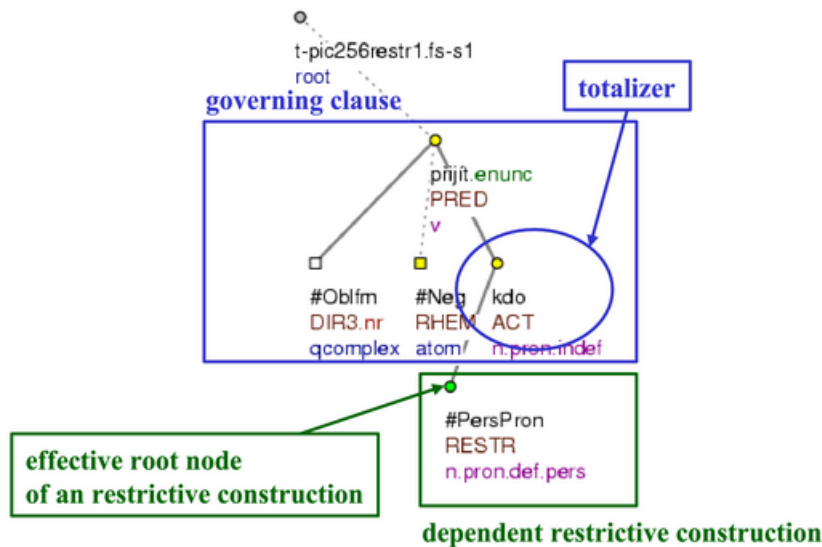 t-pic256restr1.fs-s1
root
governing clause
totalizer
přijít.enunc
PRED
v
#Oblfm #Neg kdo
DIR3.nr RHEM ACT
qcomplex atom n.pron.indef
#PersPron
RESTR
n.pron.def.pers
effective root node
of an restrictive construction
dependent restrictive construction